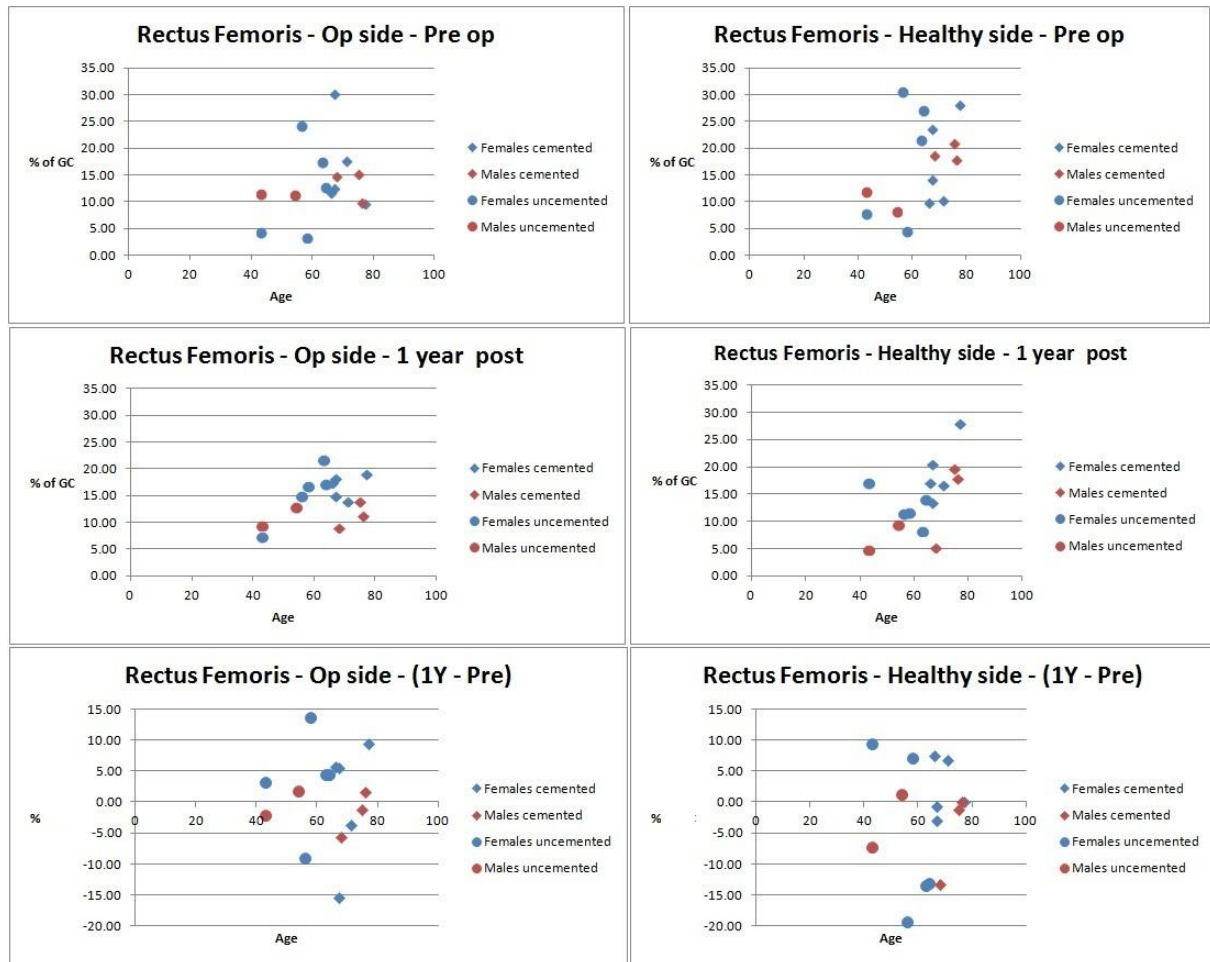 Rectus Femoris - Op side - Pre op
35.00
30.00
25.00
20.00
15.00
10.00
5.00
0.00
% of GC
0 20 40 60 80 100
Age
Females cemented
Males cemented
Females uncemented
Males uncemented
Rectus Femoris - Healthy side - Pre op
35.00
30.00
25.00
20.00
15.00
10.00
5.00
0.00
% of GC
0 20 40 60 80 100
Age
Females cemented
Males cemented
Females uncemented
Males uncemented
Rectus Femoris - Op side - 1 year post
35.00
30.00
25.00
20.00
15.00
10.00
5.00
0.00
% of GC
0 20 40 60 80 100
Age
Females cemented
Males cemented
Females uncemented
Males uncemented
Rectus Femoris - Healthy side - 1 year post
35.00
30.00
25.00
20.00
15.00
10.00
5.00
0.00
% of GC
0 20 40 60 80 100
Age
Females cemented
Males cemented
Females uncemented
Males uncemented
Rectus Femoris - Op side - (1Y - Pre)
15.00
10.00
5.00
0.00
-5.00
-10.00
-15.00
-20.00
%
0 20 40 60 80 100
Age
Females cemented
Males cemented
Females uncemented
Males uncemented
Rectus Femoris - Healthy side - (1Y - Pre)
15.00
10.00
5.00
0.00
-5.00
-10.00
-15.00
-20.00
%
0 20 40 60 80 100
Age
Females cemented
Males cemented
Females uncemented
Males uncemented